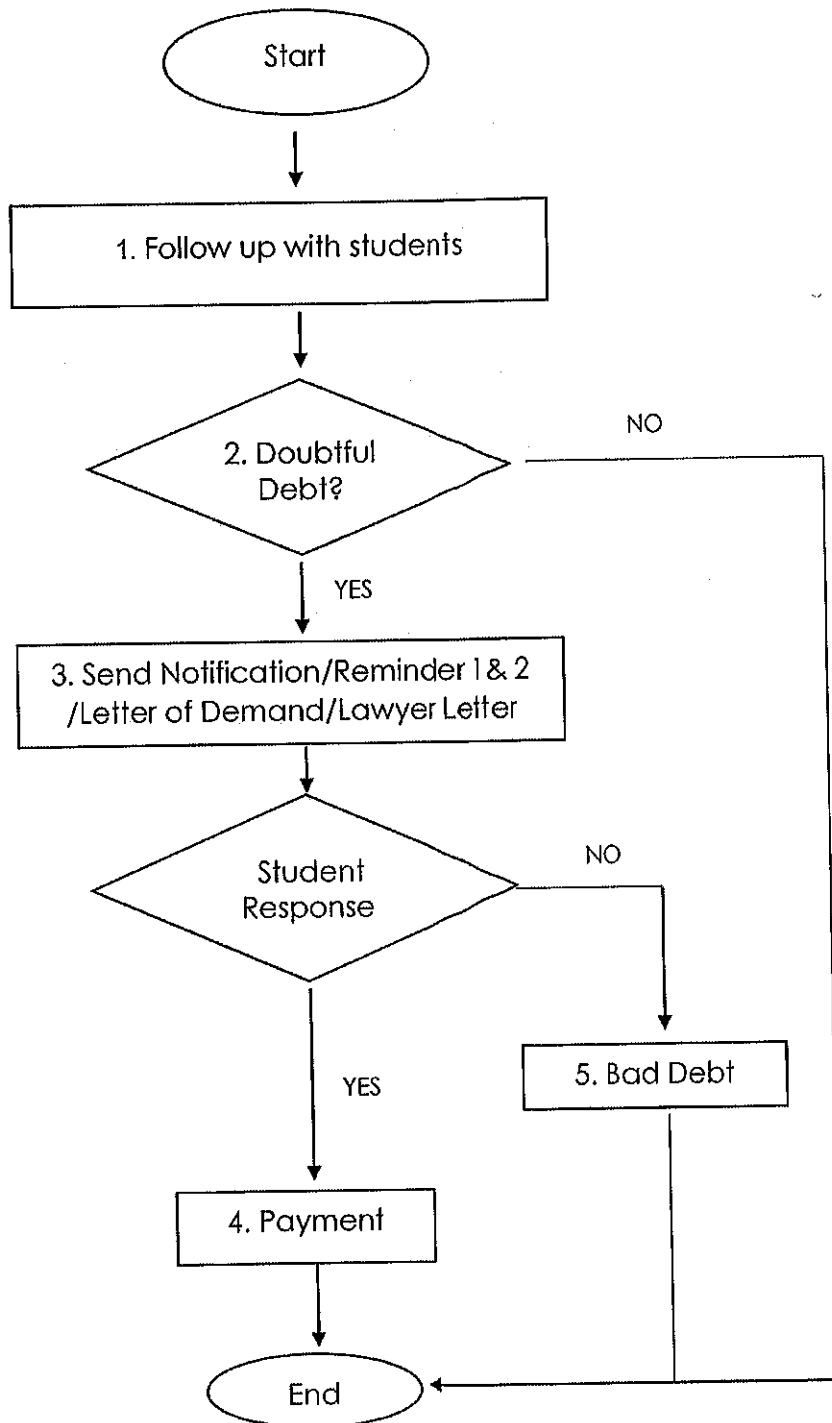 Start
1. Follow up with students
2. Doubtful
Debt?
NO
YES
3. Send Notification/Reminder 1 & 2
/Letter of Demand/Lawyer Letter
Student
Response
NO
YES
5. Bad Debt
4. Payment
End